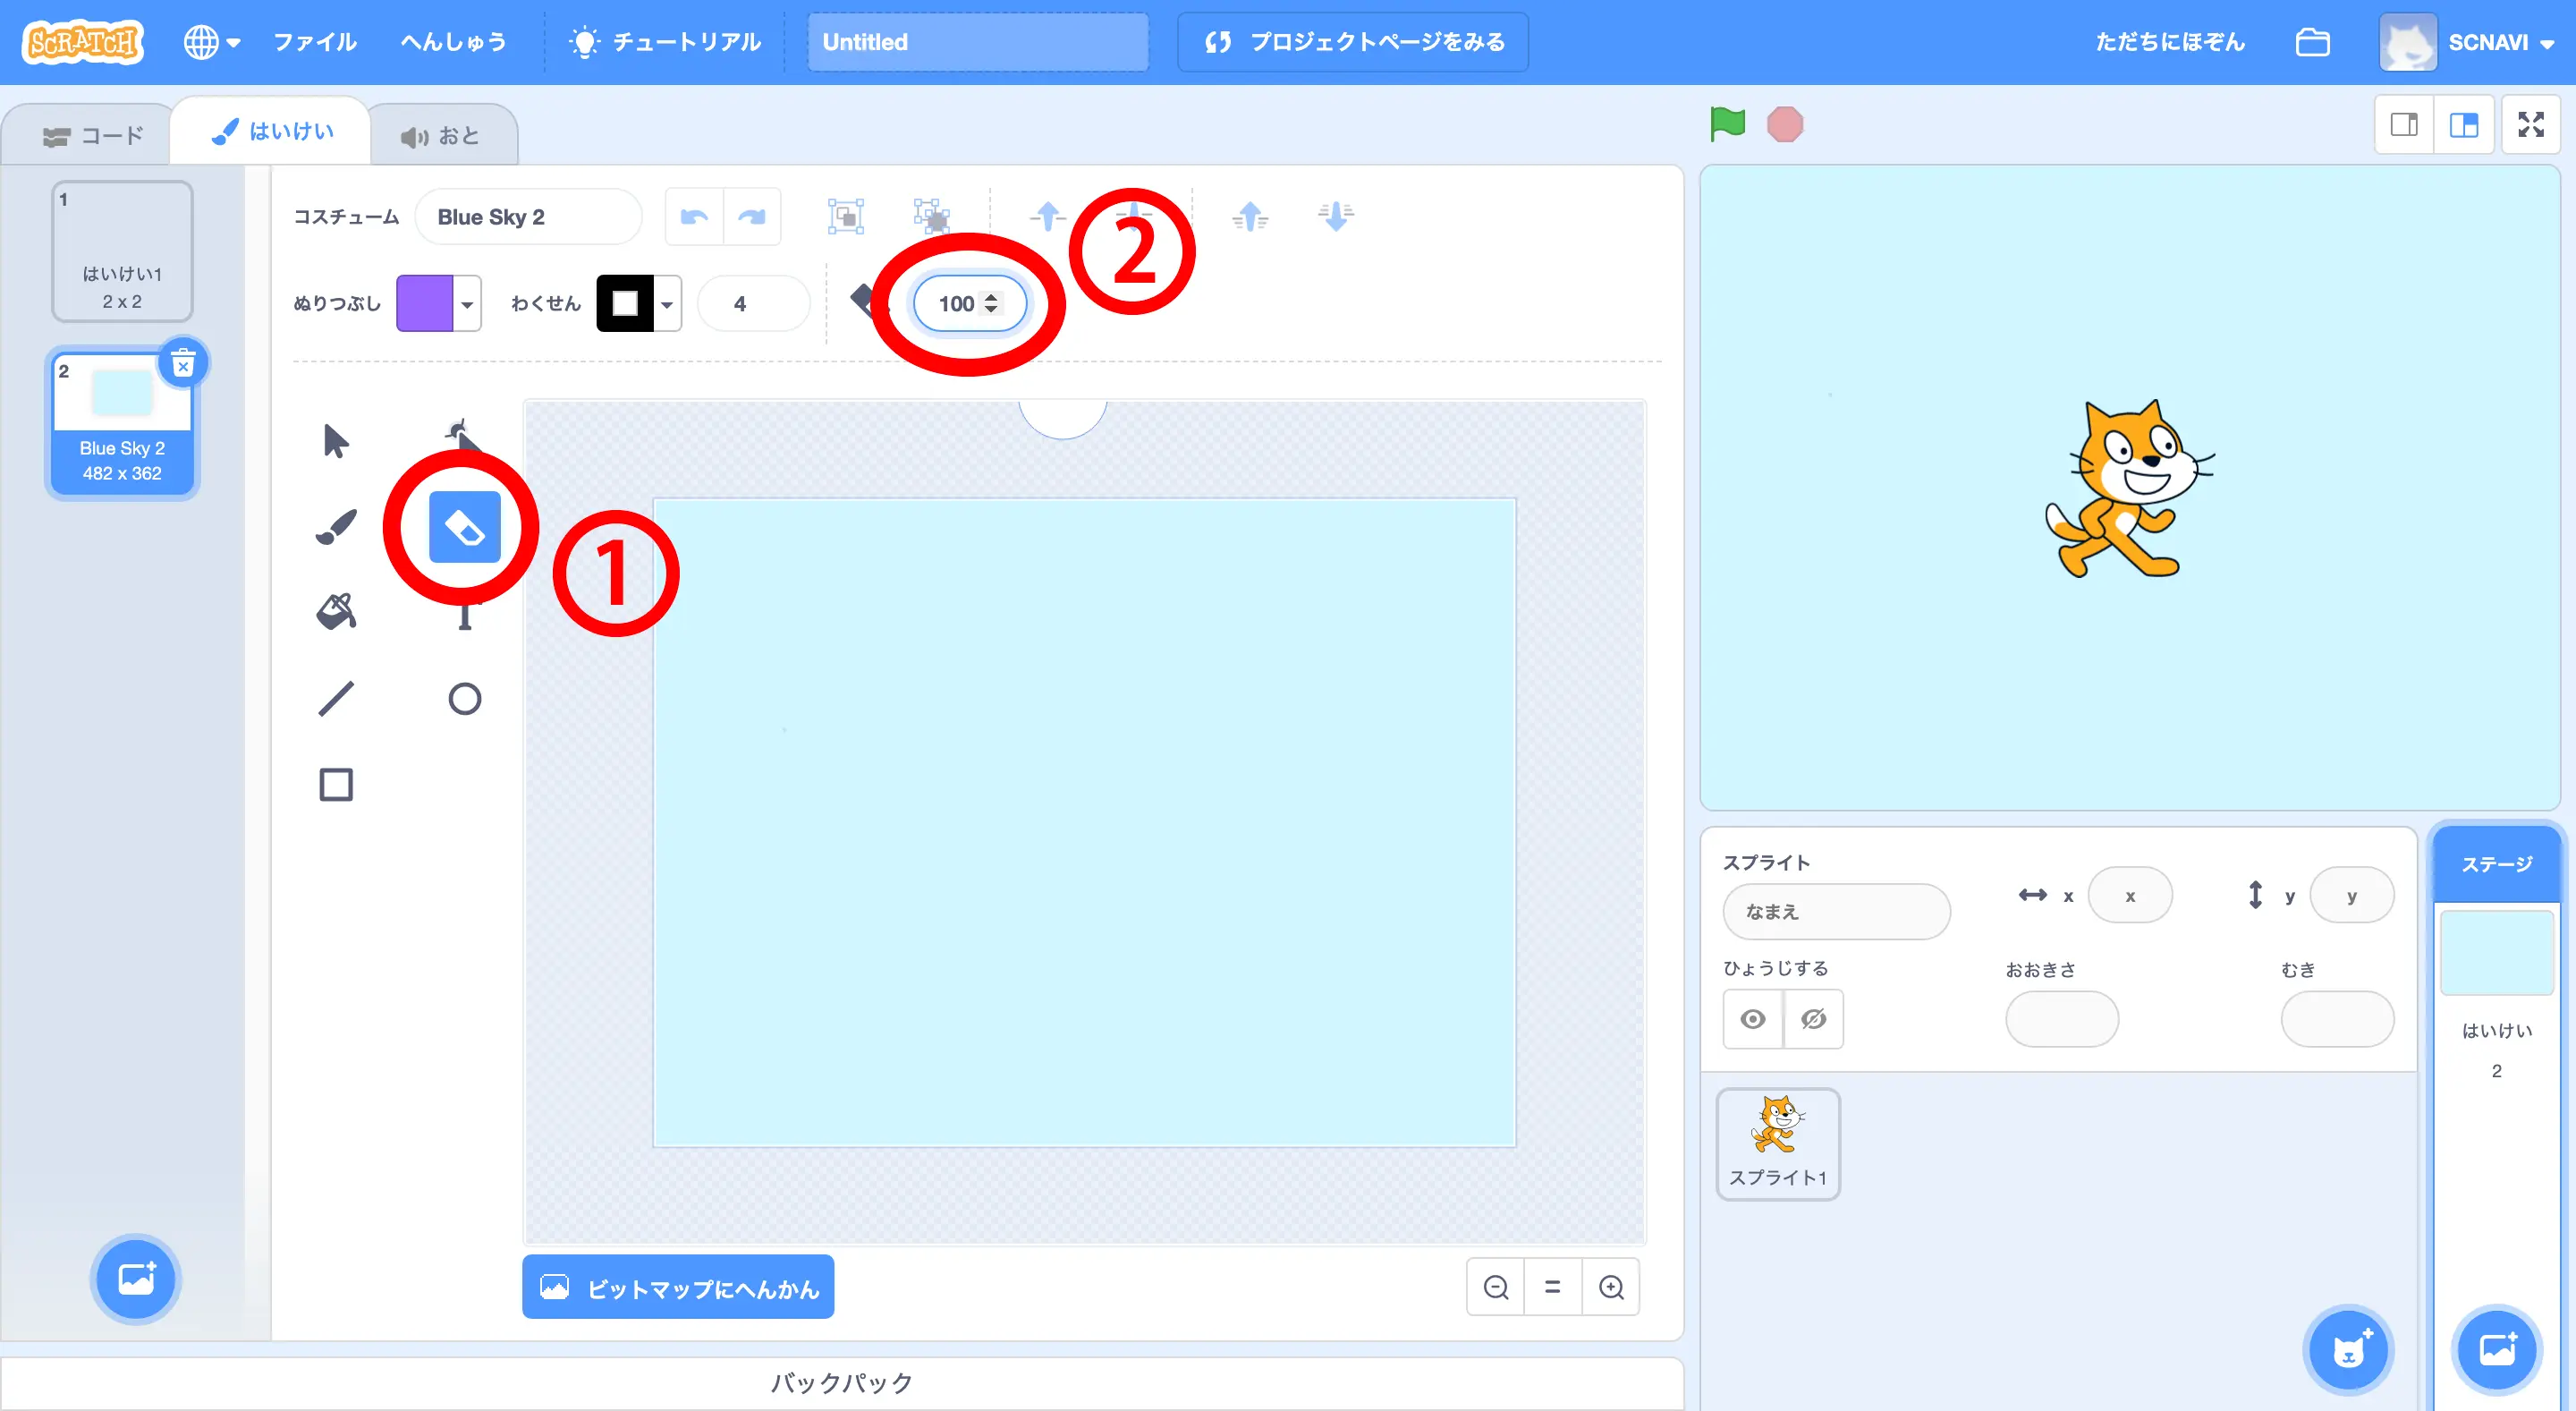 SCRATCH
ファイル
へんしゅう
チュートリアル
Untitled
プロジェクトページをみる
ただちにほぞん
SCNAVI
コード
はいけい
おと
1
はいけい1
2 x 2
2
Blue Sky 2
482 x 362
コスチューム
Blue Sky 2
②
ぬりつぶし
わくせん
4
100
①
T
ビットマップにへんかん
バックパック
スプライト
なまえ
x
x
y
y
ひょうじする
おおきさ
むき
スプライト1
ステージ
はいけい
2